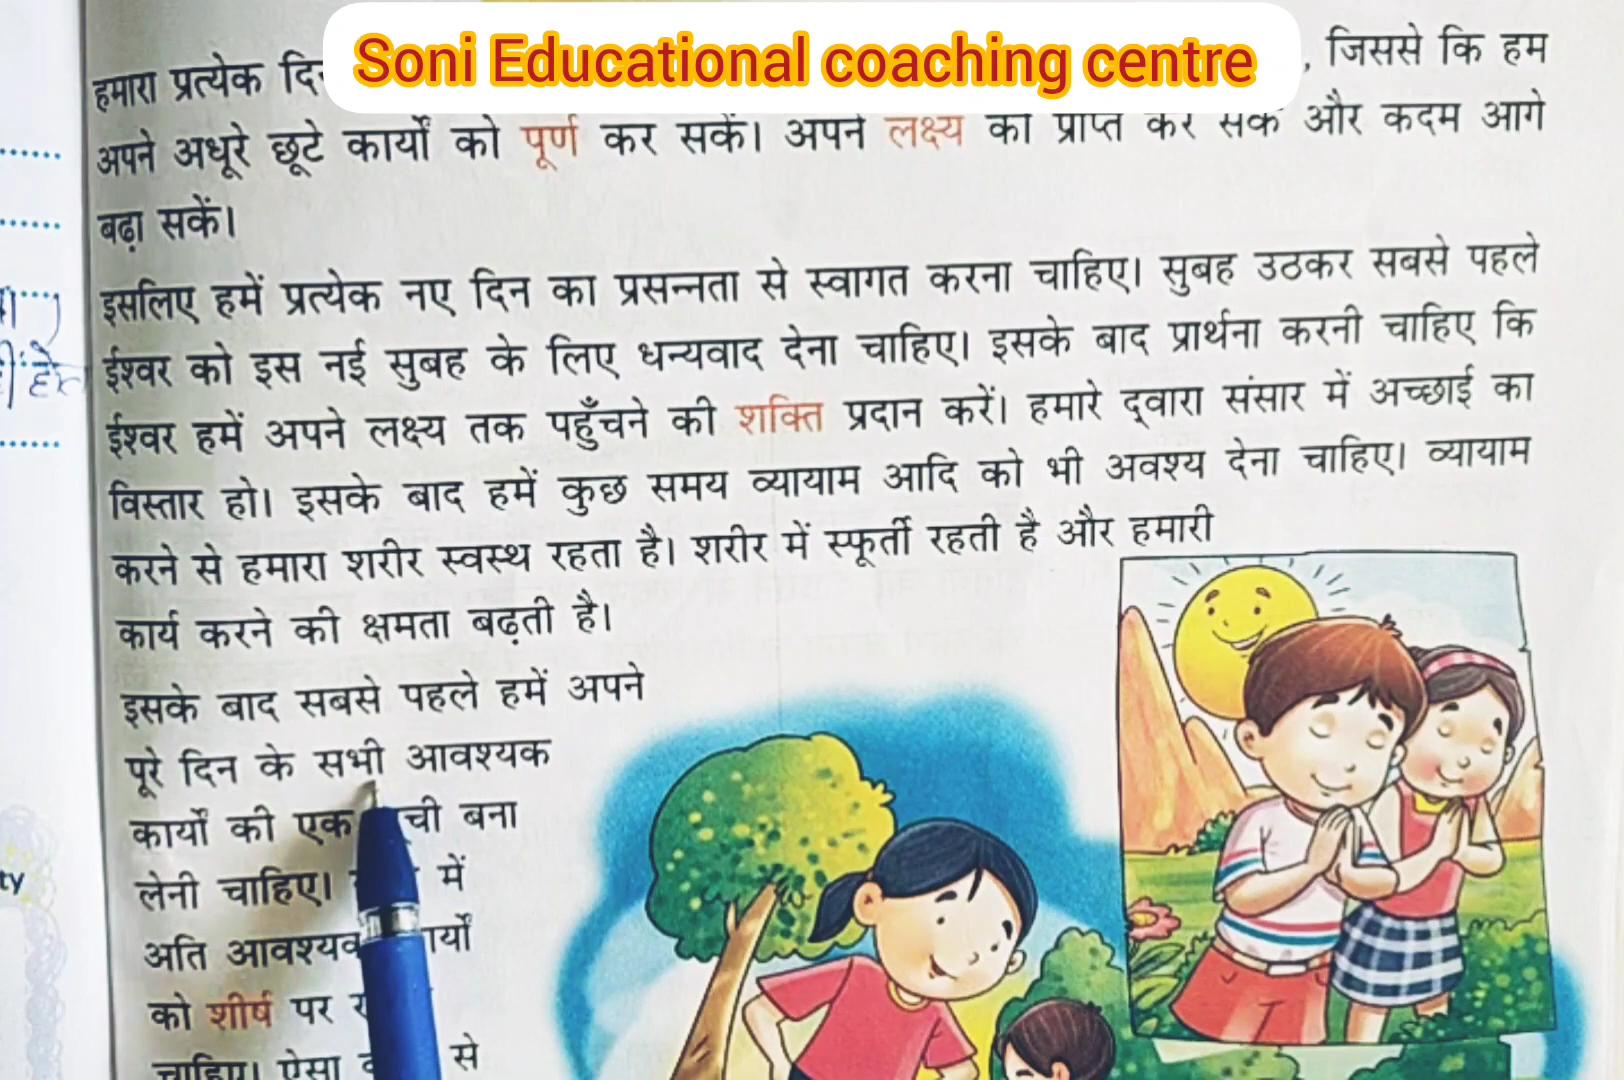 Soni Educational coaching centre
हमारा प्रत्येक , जिससे कि हम
अपने अधूरे छूटे कार्यों को पूर्ण कर सकें। अपने लक्ष्य को प्राप्त कर सकें और कदम आगे
बढ़ा सकें।
इसलिए हमें प्रत्येक नए दिन का प्रसन्नता से स्वागत करना चाहिए। सुबह उठकर सबसे पहले
ईश्वर को इस नई सुबह के लिए धन्यवाद देना चाहिए। इसके बाद प्रार्थना करनी चाहिए कि
ईश्वर हमें अपने लक्ष्य तक पहुँचने की शक्ति प्रदान करें। हमारे द्वारा संसार में अच्छाई का
विस्तार हो। इसके बाद हमें कुछ समय व्यायाम आदि को भी अवश्य देना चाहिए। व्यायाम
करने से हमारा शरीर स्वस्थ रहता है। शरीर में स्फूर्ती रहती है और हमारी
कार्य करने की क्षमता बढ़ती है।
इसके बाद सबसे पहले हमें अपने
पूरे दिन के सभी आवश्यक
कार्यों की एक बना
लेनी चाहिए। में
अति
को शीर्ष पर
चाहिए। ऐसा से
ty